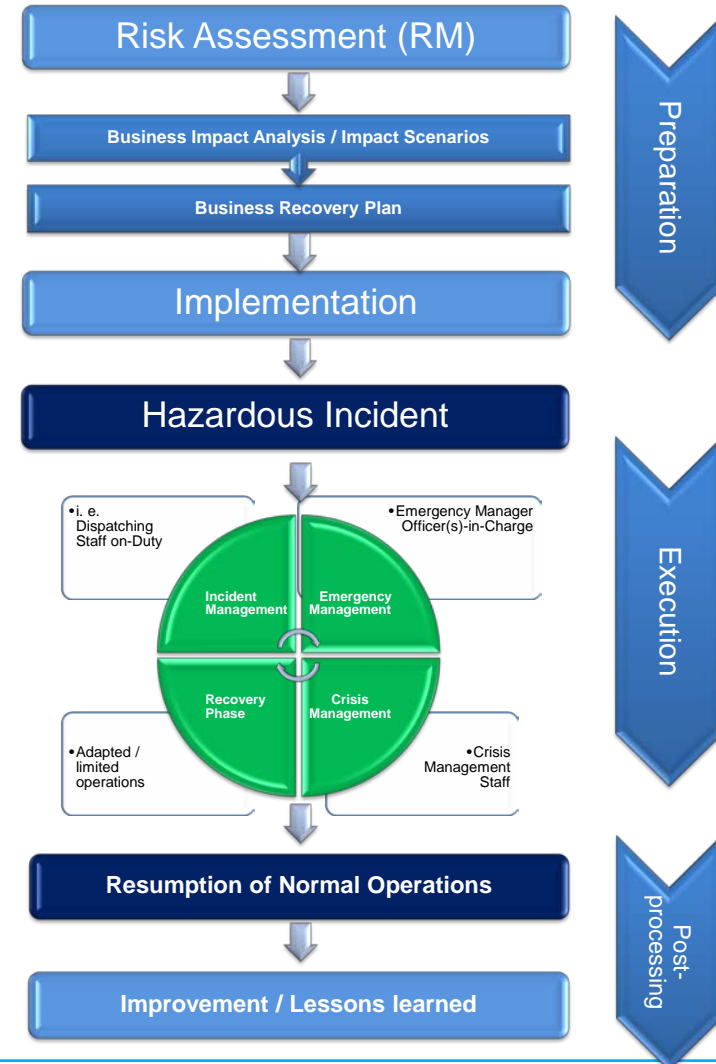 Risk Assessment (RM)
Business Impact Analysis / Impact Scenarios
Business Recovery Plan
Implementation
Preparation
Hazardous Incident
•i. e.
Dispatching
Staff on-Duty
•Emergency Manager
Officer(s)-in-Charge
Incident
Management
Emergency
Management
Recovery
Phase
Crisis
Management
•Adapted /
limited
operations
•Crisis
Management
Staff
Execution
Resumption of Normal Operations
Improvement / Lessons learned
Post-
processing